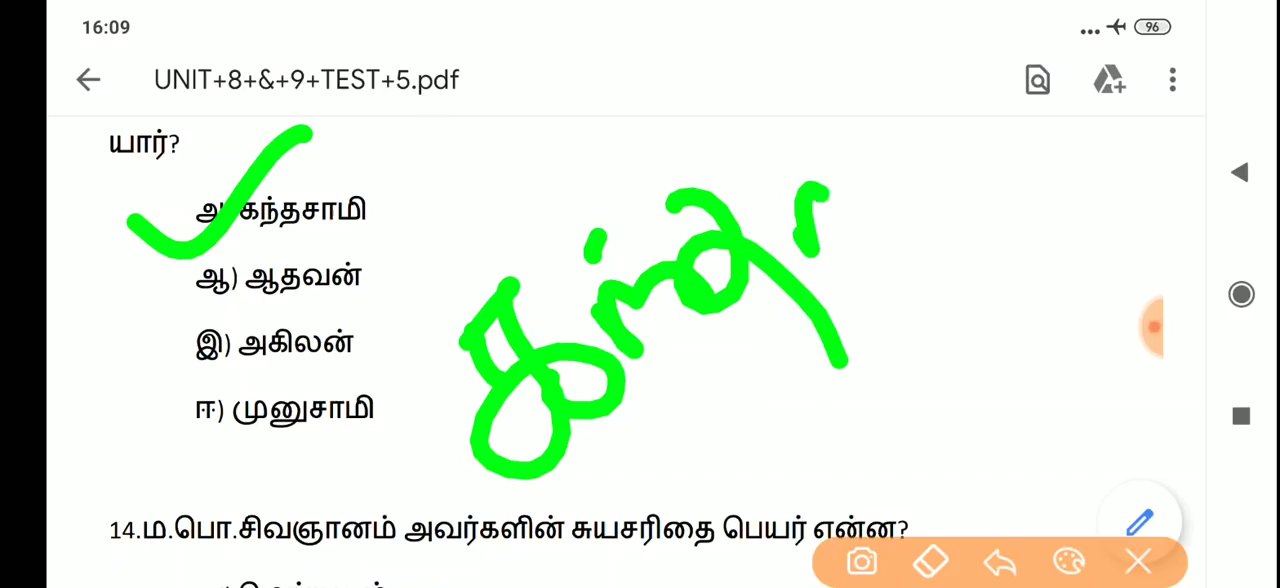 16:09
96
UNIT+8+&+9+TEST+5.pdf
யார்?
அ) கந்தசாமி
ஆ) ஆதவன்
இ) அகிலன்
ஈ) முனுசாமி
14.ம.பொ.சிவஞானம் அவர்களின் சுயசரிதை பெயர் என்ன?